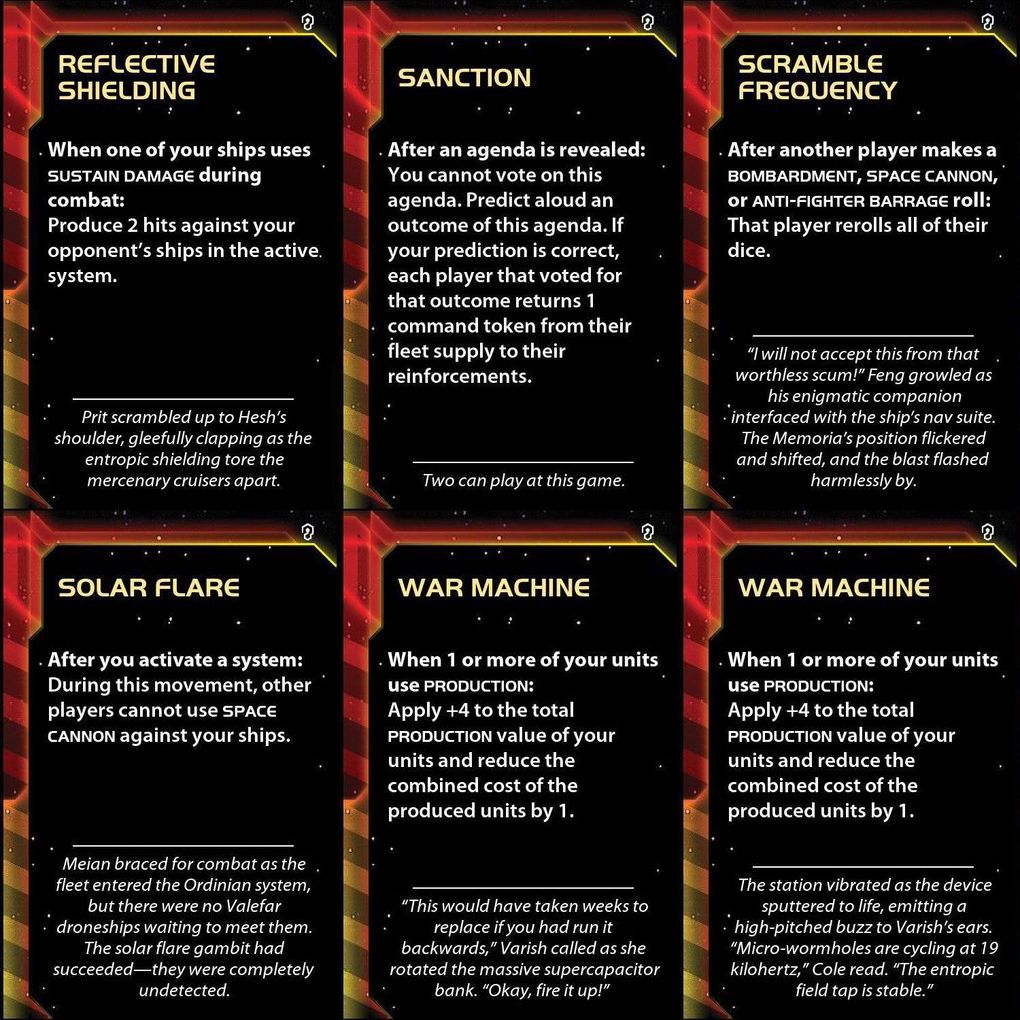 REFLECTIVE
SHIELDING
When one of your ships uses
SUSTAIN DAMAGE during
combat:
Produce 2 hits against your
opponent’s ships in the active
system.
Prit scrambled up to Hesh’s
shoulder, gleefully clapping as the
entropic shielding tore the
mercenary cruisers apart.
SANCTION
After an agenda is revealed:
You cannot vote on this
agenda. Predict aloud an
outcome of this agenda. If
your prediction is correct,
each player that voted for
that outcome returns 1
command token from their
fleet supply to their
reinforcements.
Two can play at this game.
SCRAMBLE
FREQUENCY
After another player makes a
BOMBARDMENT, SPACE CANNON,
or ANTI-FIGHTER BARRAGE roll:
That player rerolls all of their
dice.
“I will not accept this from that
worthless scum!” Feng growled as
his enigmatic companion
interfaced with the ship’s nav suite.
The Memoria’s position flickered
and shifted, and the blast flashed
harmlessly by.
SOLAR FLARE
After you activate a system:
During this movement, other
players cannot use SPACE
CANNON against your ships.
Meian braced for combat as the
fleet entered the Ordinian system,
but there were no Valefar
droneships waiting to meet them.
The solar flare gambit had
succeeded—they were completely
undetected.
WAR MACHINE
When 1 or more of your units
use PRODUCTION:
Apply +4 to the total
PRODUCTION value of your
units and reduce the
combined cost of the
produced units by 1.
“This would have taken weeks to
replace if you had run it
backwards,” Varish called as she
rotated the massive supercapacitor
bank. “Okay, fire it up!”
WAR MACHINE
When 1 or more of your units
use PRODUCTION:
Apply +4 to the total
PRODUCTION value of your
units and reduce the
combined cost of the
produced units by 1.
The station vibrated as the device
sputtered to life, emitting a
high-pitched buzz to Varish’s ears.
“Micro-wormholes are cycling at 19
kilohertz,” Cole read. “The entropic
field tap is stable.”